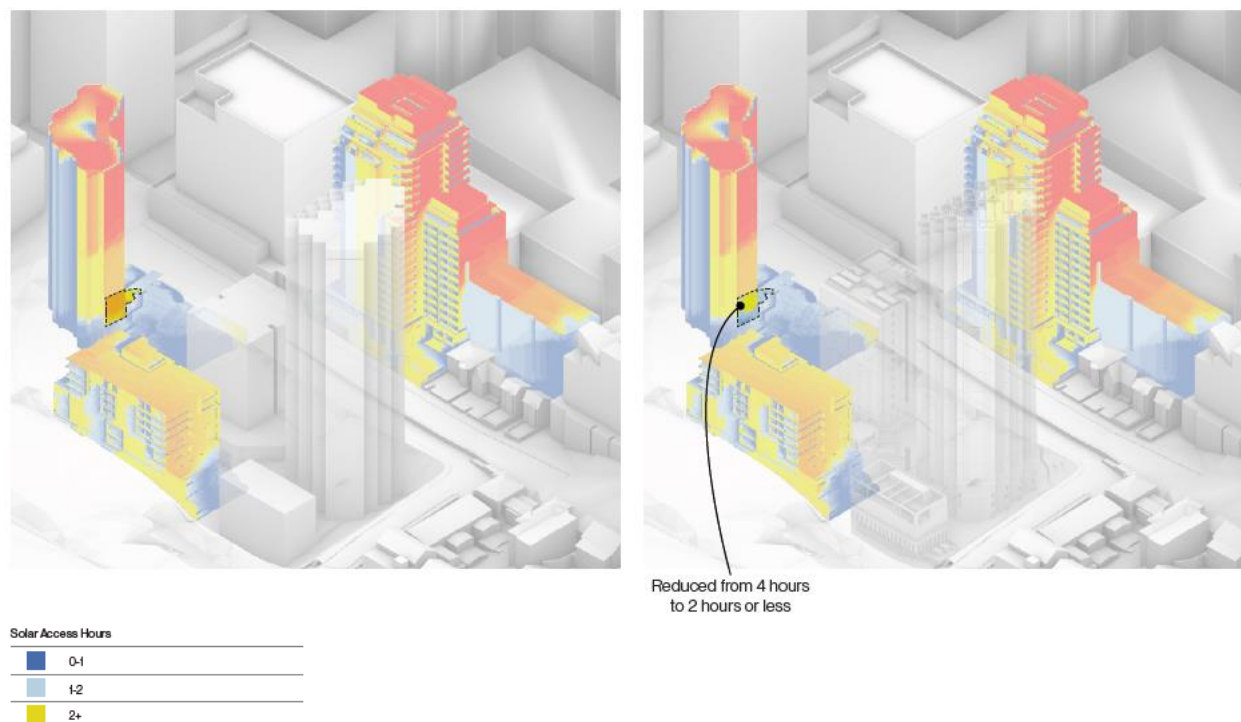 Reduced from 4 hours
to 2 hours or less
Solar Access Hours
0-1
1-2
2+